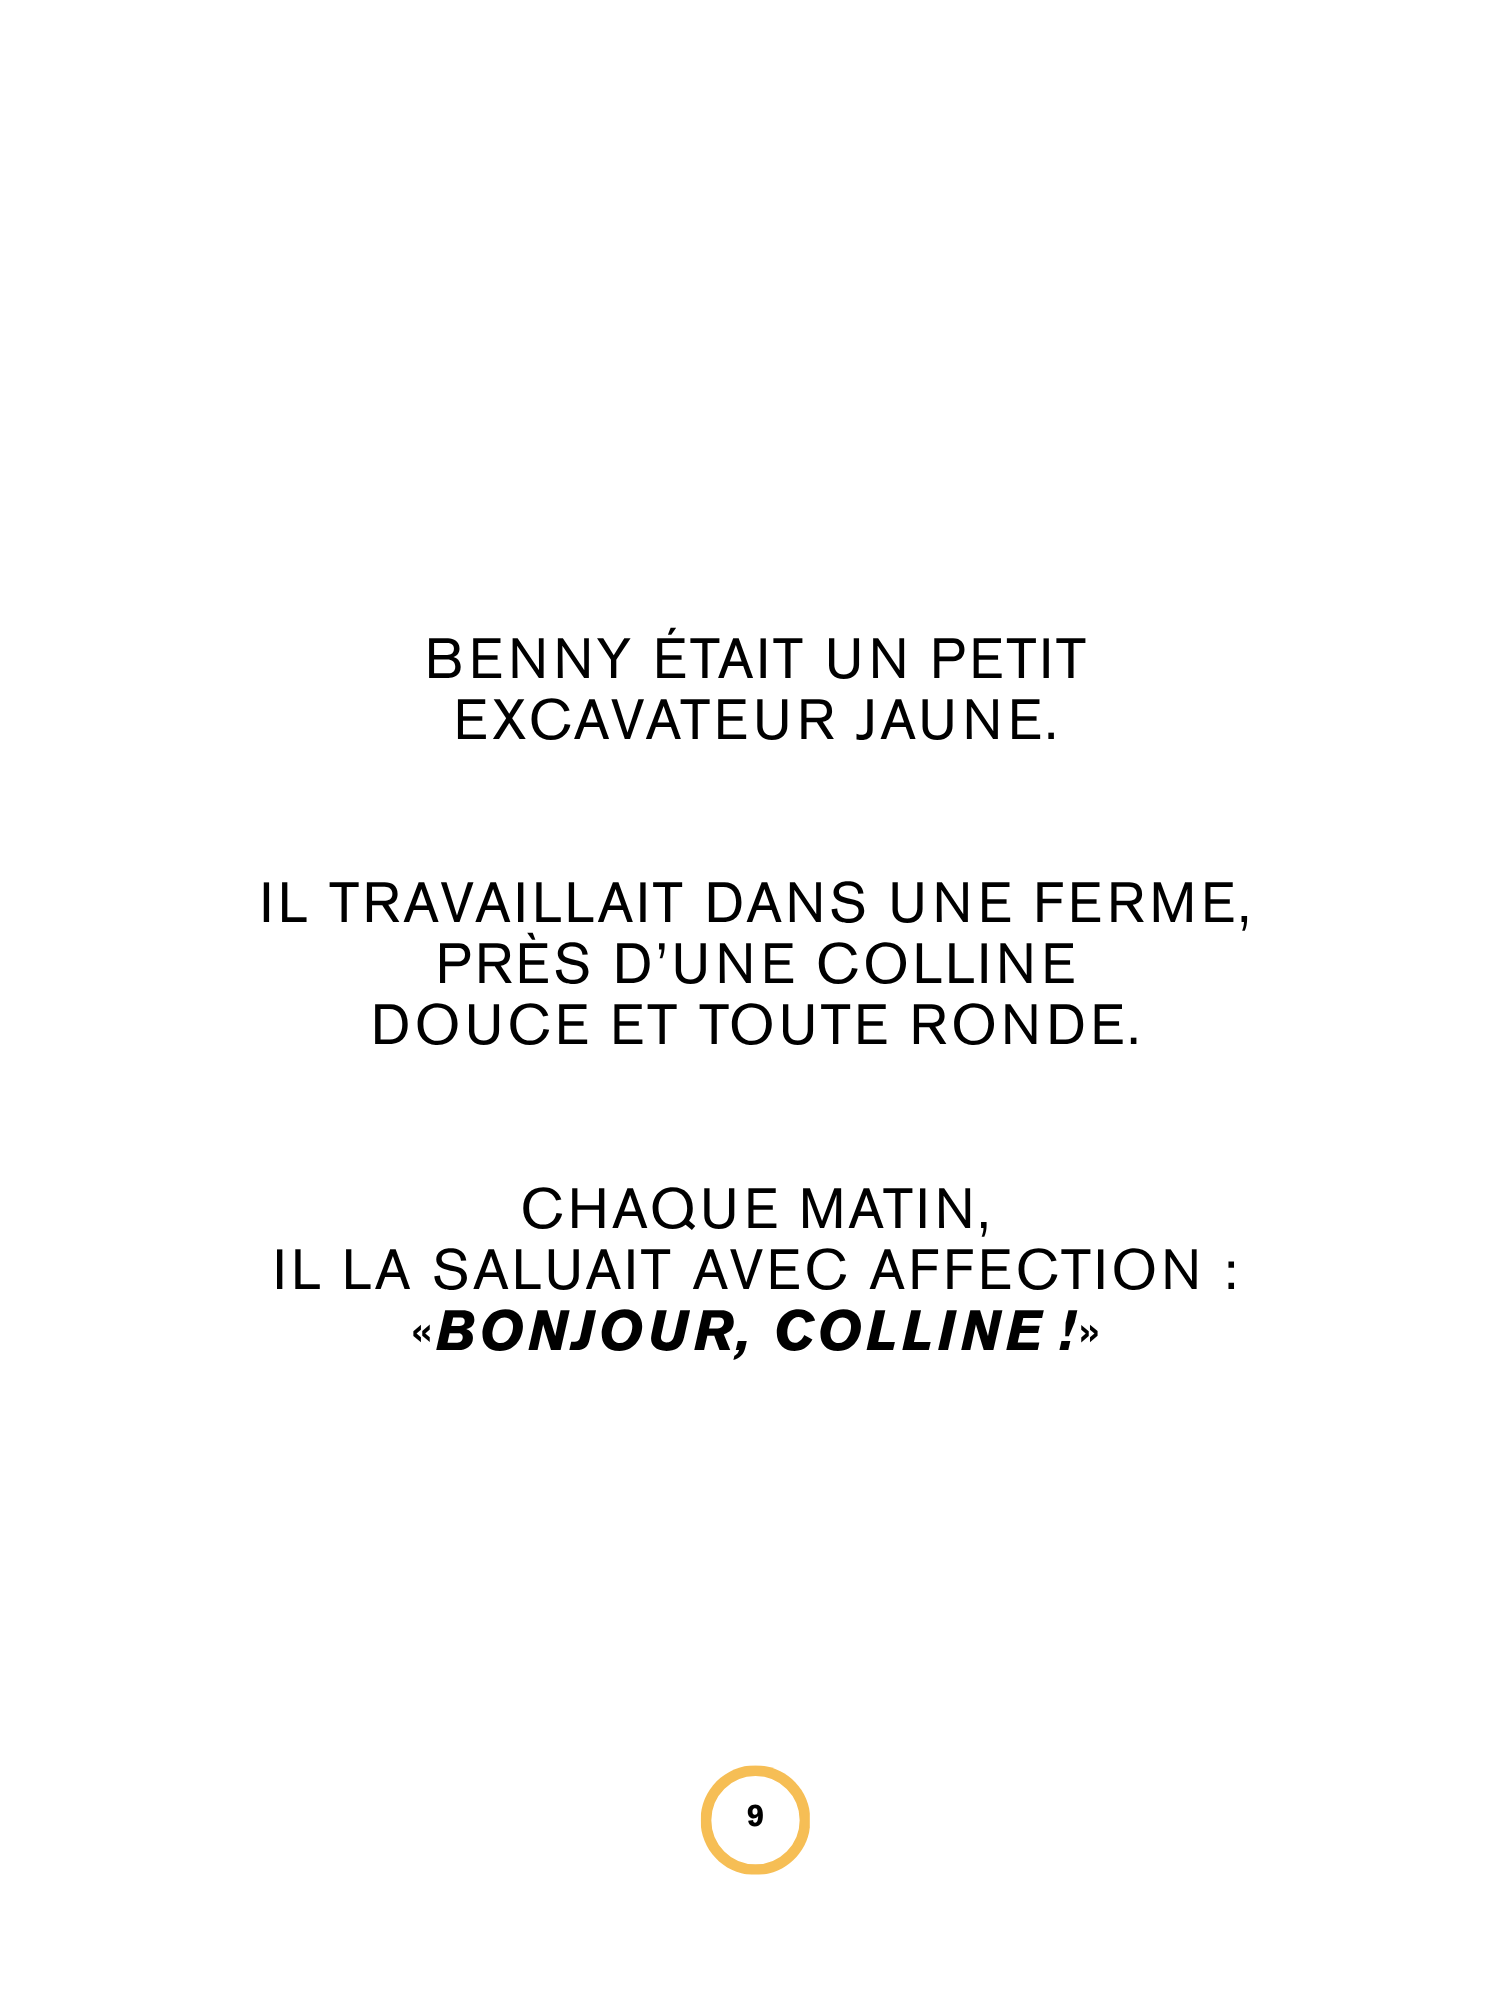 BENNY ÉTAIT UN PETIT
EXCAVATEUR JAUNE.
IL TRAVAILLAIT DANS UNE FERME,
PRÈS D’UNE COLLINE
DOUCE ET TOUTE RONDE.
CHAQUE MATIN,
IL LA SALUAIT AVEC AFFECTION :
«BONJOUR, COLLINE !»
9